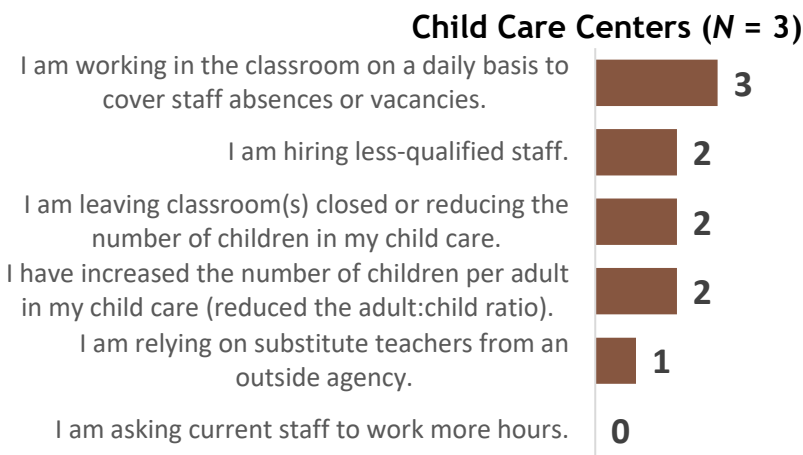 Child Care Centers (N = 3)
I am working in the classroom on a daily basis to
cover staff absences or vacancies.
3
I am hiring less-qualified staff.
2
I am leaving classroom(s) closed or reducing the
number of children in my child care.
2
I have increased the number of children per adult
in my child care (reduced the adult:child ratio).
2
I am relying on substitute teachers from an
outside agency.
1
I am asking current staff to work more hours.
0